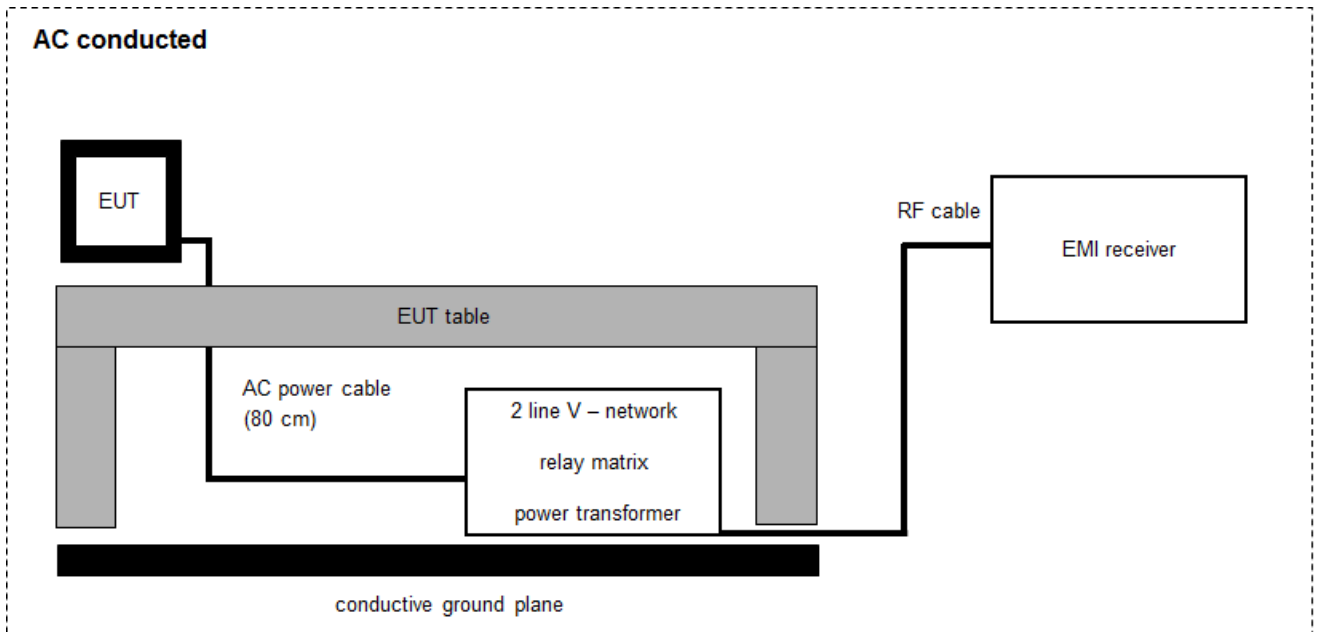 AC conducted
EUT
RF cable
EMI receiver
EUT table
AC power cable
(80 cm)
2 line V – network
relay matrix
power transformer
conductive ground plane